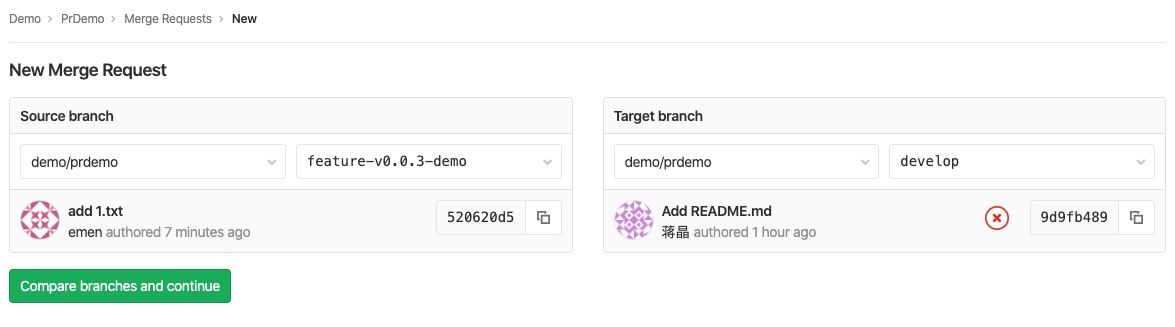 Demo > PrDemo > Merge Requests > New
New Merge Request
Source branch
demo/prdemo
feature-v0.0.3-demo
add 1.txt
emen authored 7 minutes ago
520620d5
Target branch
demo/prdemo
develop
Add README.md
蒋晶 authored 1 hour ago
9d9fb489
Compare branches and continue